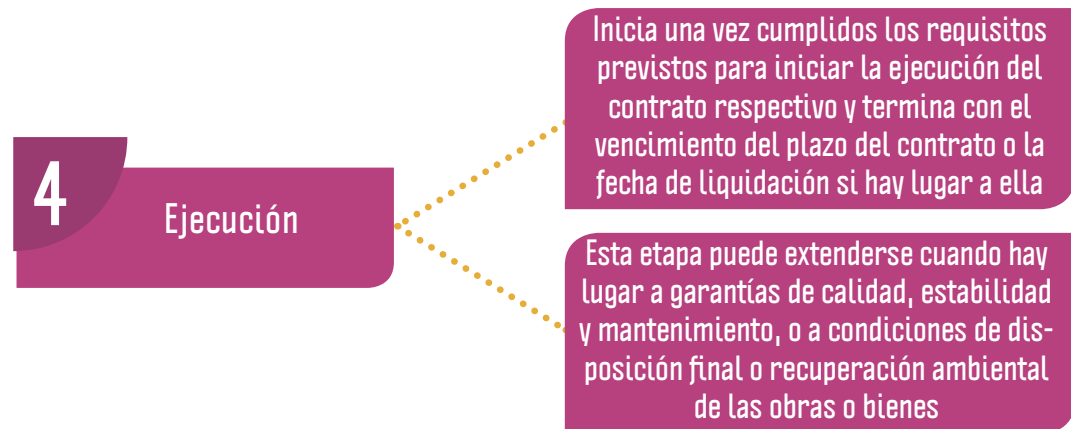 4
Ejecución
Inicia una vez cumplidos los requisitos
previstos para iniciar la ejecución del
contrato respectivo y termina con el
vencimiento del plazo del contrato o la
fecha de liquidación si hay lugar a ella
Esta etapa puede extenderse cuando hay
lugar a garantías de calidad, estabilidad
y mantenimiento, o a condiciones de dis-
posición final o recuperación ambiental
de las obras o bienes